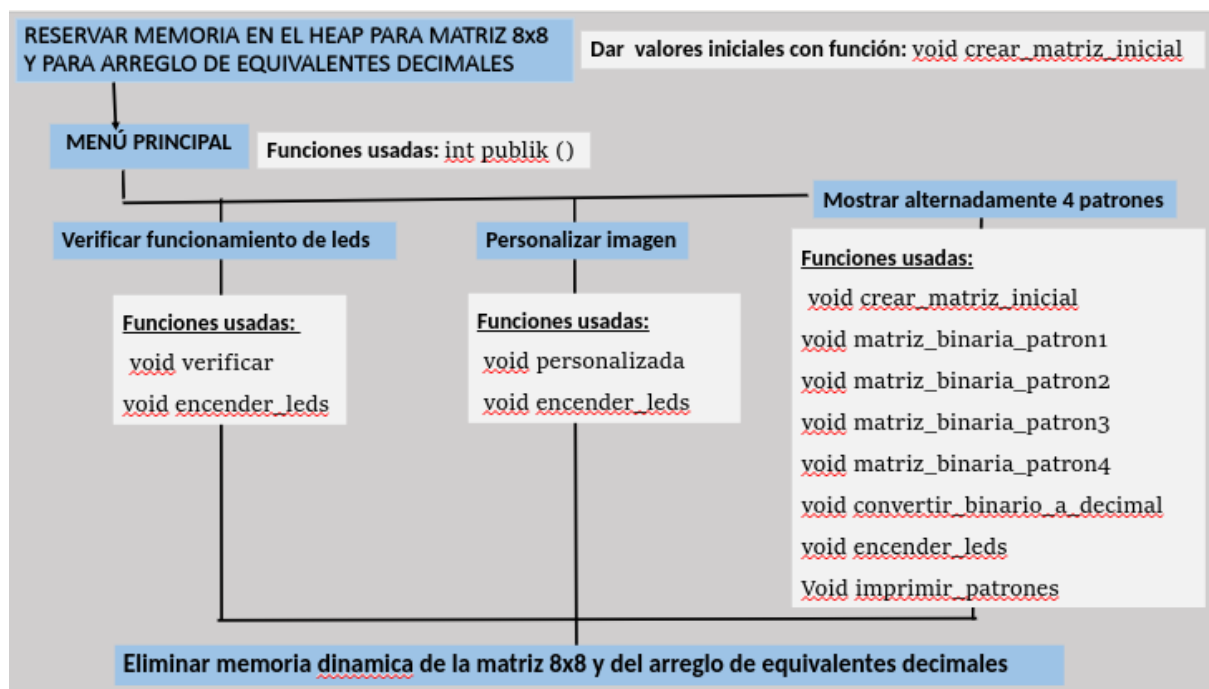 RESERVAR MEMORIA EN EL HEAP PARA MATRIZ 8x8
Y PARA ARREGLO DE EQUIVALENTES DECIMALES
Dar valores iniciales con función: void crear_matriz_inicial
MENÚ PRINCIPAL
Funciones usadas: int publik ()
Verificar funcionamiento de leds
Funciones usadas:
void verificar
void encender_leds
Personalizar imagen
Funciones usadas:
void personalizada
void encender_leds
Mostrar alternadamente 4 patrones
Funciones usadas:
void crear_matriz_inicial
void matriz_binaria_patron1
void matriz_binaria_patron2
void matriz_binaria_patron3
void matriz_binaria_patron4
void convertir_binario_a_decimal
void encender_leds
Void imprimir_patrones
Eliminar memoria dinamica de la matriz 8x8 y del arreglo de equivalentes decimales